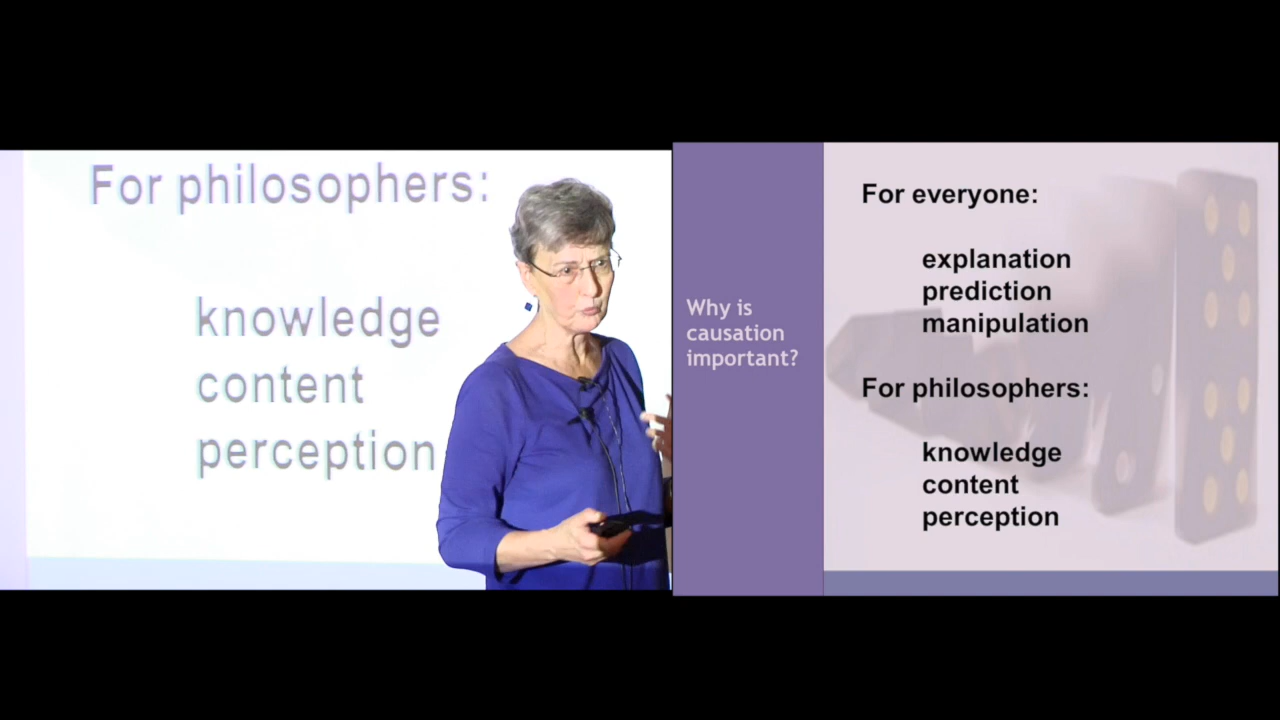 For philosophers:
knowledge
content
perception
Why is
causation
important?
For everyone:
explanation
prediction
manipulation
For philosophers:
knowledge
content
perception